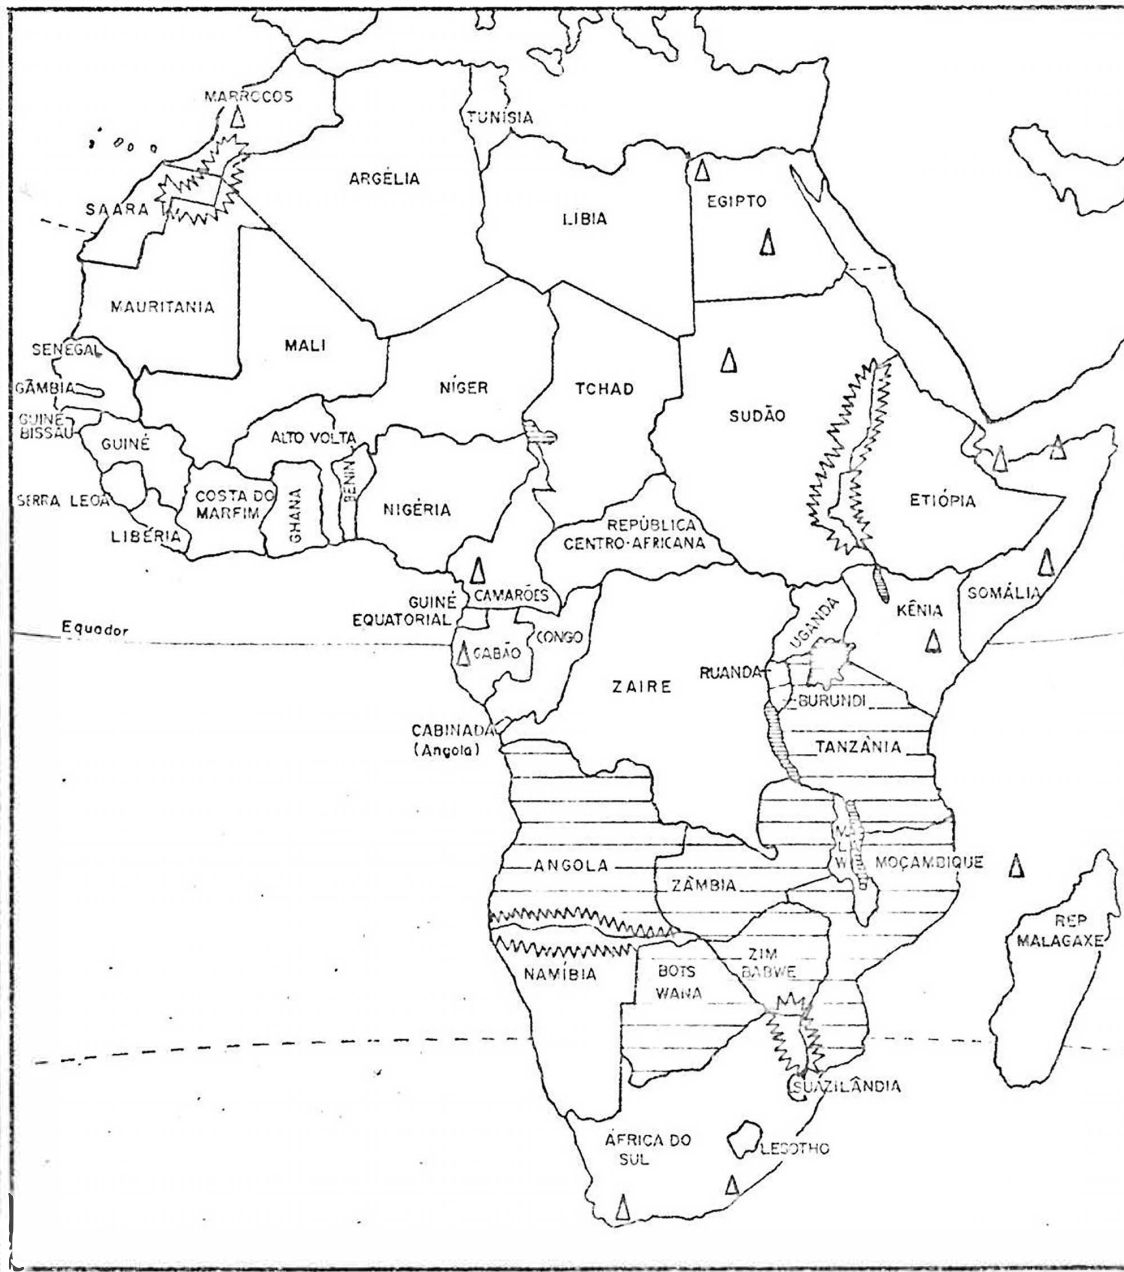 MARROCOS
TUNÍSIA
ARGÉLIA
SAARA
LÍBIA
EGIPTO
MAURITANIA
MALI
NÍGER
TCHAD
SUDÃO
SENEGAL
GÂMBIA
GUINÉ
BISSAU
GUINÉ
ALTO VOLTA
BENIN
NIGÉRIA
ETIÓPIA
SERRA LEOA
COSTA DO
MARFIM
GHANA
LIBÉRIA
REPÚBLICA
CENTRO-AFRICANA
CAMARÕES
GUINÉ
EQUATORIAL
SOMÁLIA
KÊNIA
UGANDA
Equador
CONGO
GABÃO
ZAIRE
RUANDA
BURUNDI
CABINADA
(Angola)
TANZÂNIA
ANGOLA
ZÂMBIA
M
L
W
MOÇAMBIQUE
REP
MALAGAXE
NAMÍBIA
BOTS
WANA
ZIM
BABWE
SUAZILÂNDIA
ÁFRICA DO
SUL
LESOTHO